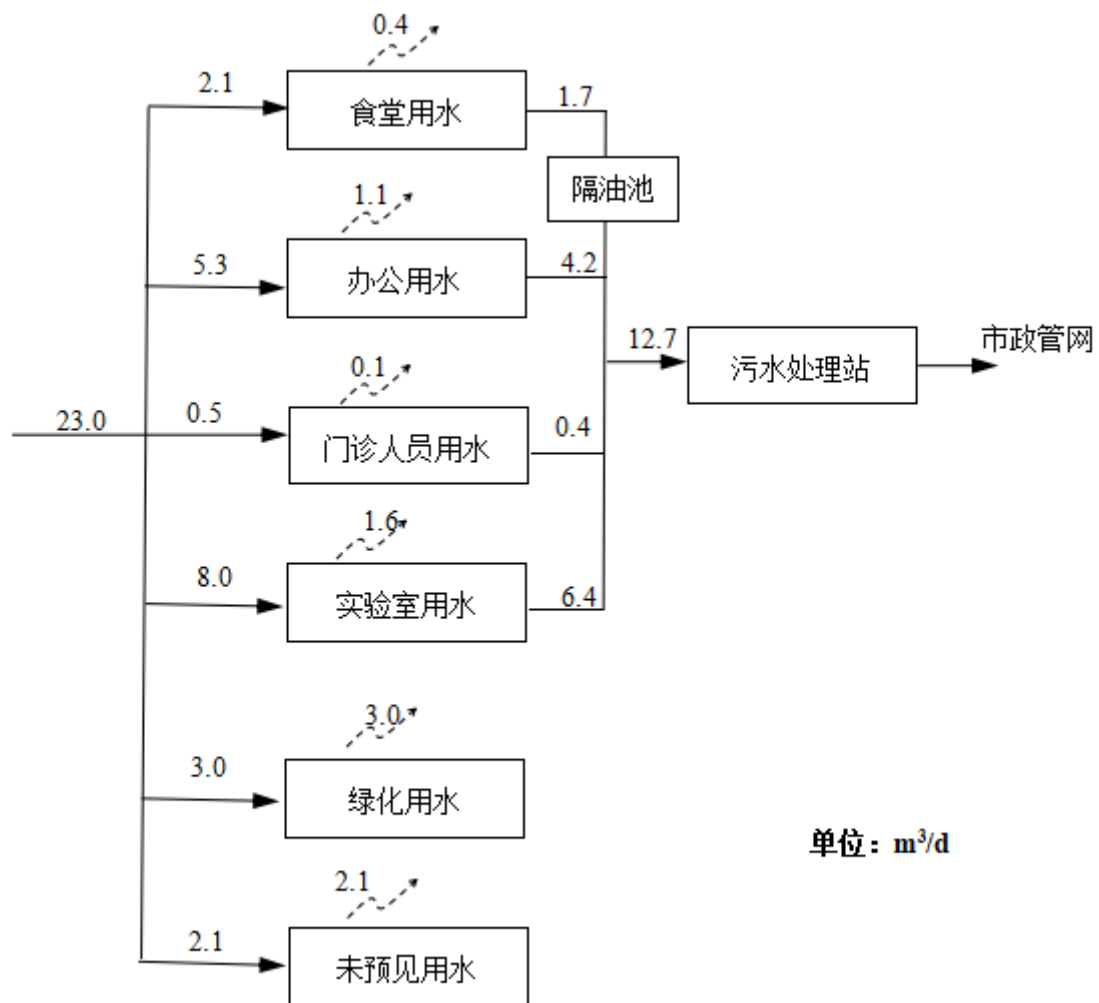 0.4
2.1
食堂用水
1.7
隔油池
1.1
5.3
办公用水
4.2
12.7
污水处理站
市政管网
0.1
23.0
0.5
门诊人员用水
0.4
1.6
8.0
实验室用水
6.4
3.0
3.0
绿化用水
单位：m³/d
2.1
2.1
未预见用水